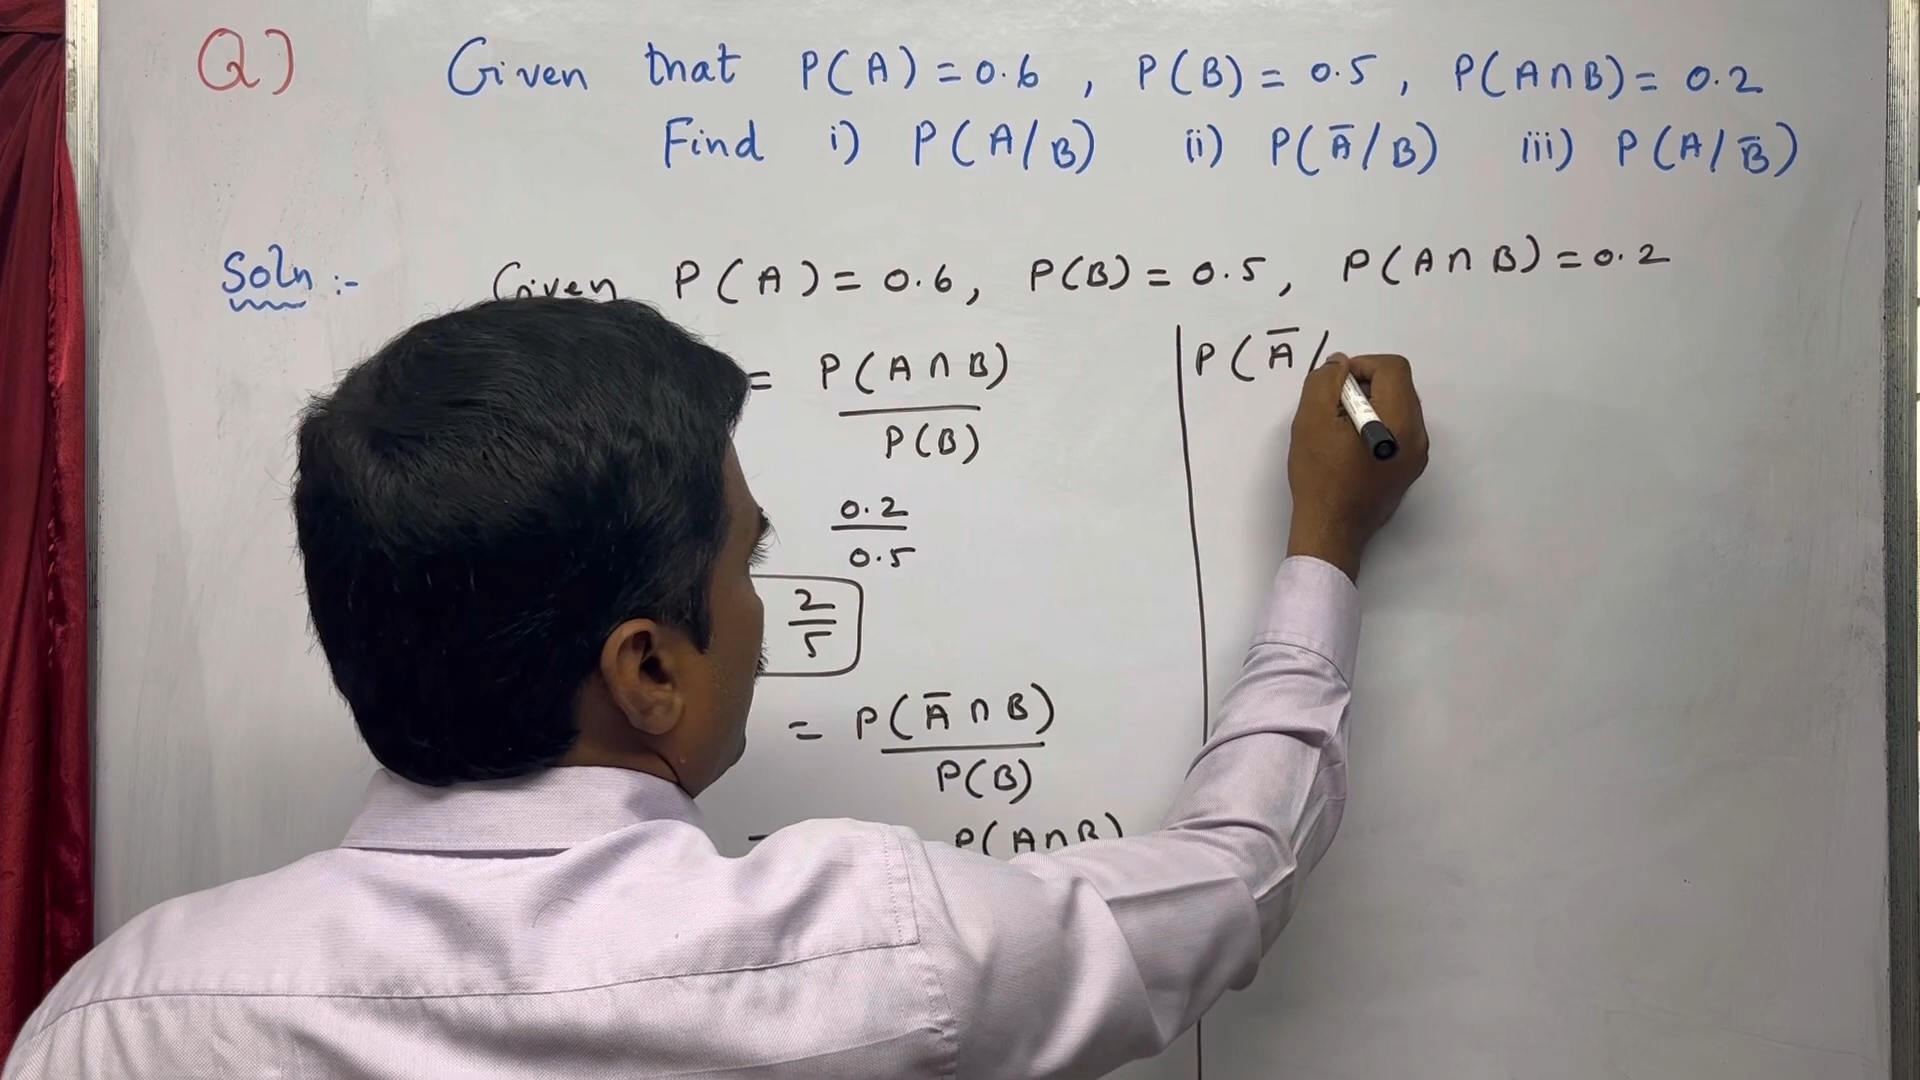 Q) Given that P(A) = 0.6 , P(B) = 0.5 , P(A∩B) = 0.2
Find i) P(A/B) ii) P(Ā/B) iii) P(A/B̄)
Soln :- Given P(A) = 0.6, P(B) = 0.5, P(A∩B) = 0.2
= P(A∩B)
P(B)
0.2
0.5
2
5
= P(Ā∩B)
P(B)
P(A∩B)
P(Ā/